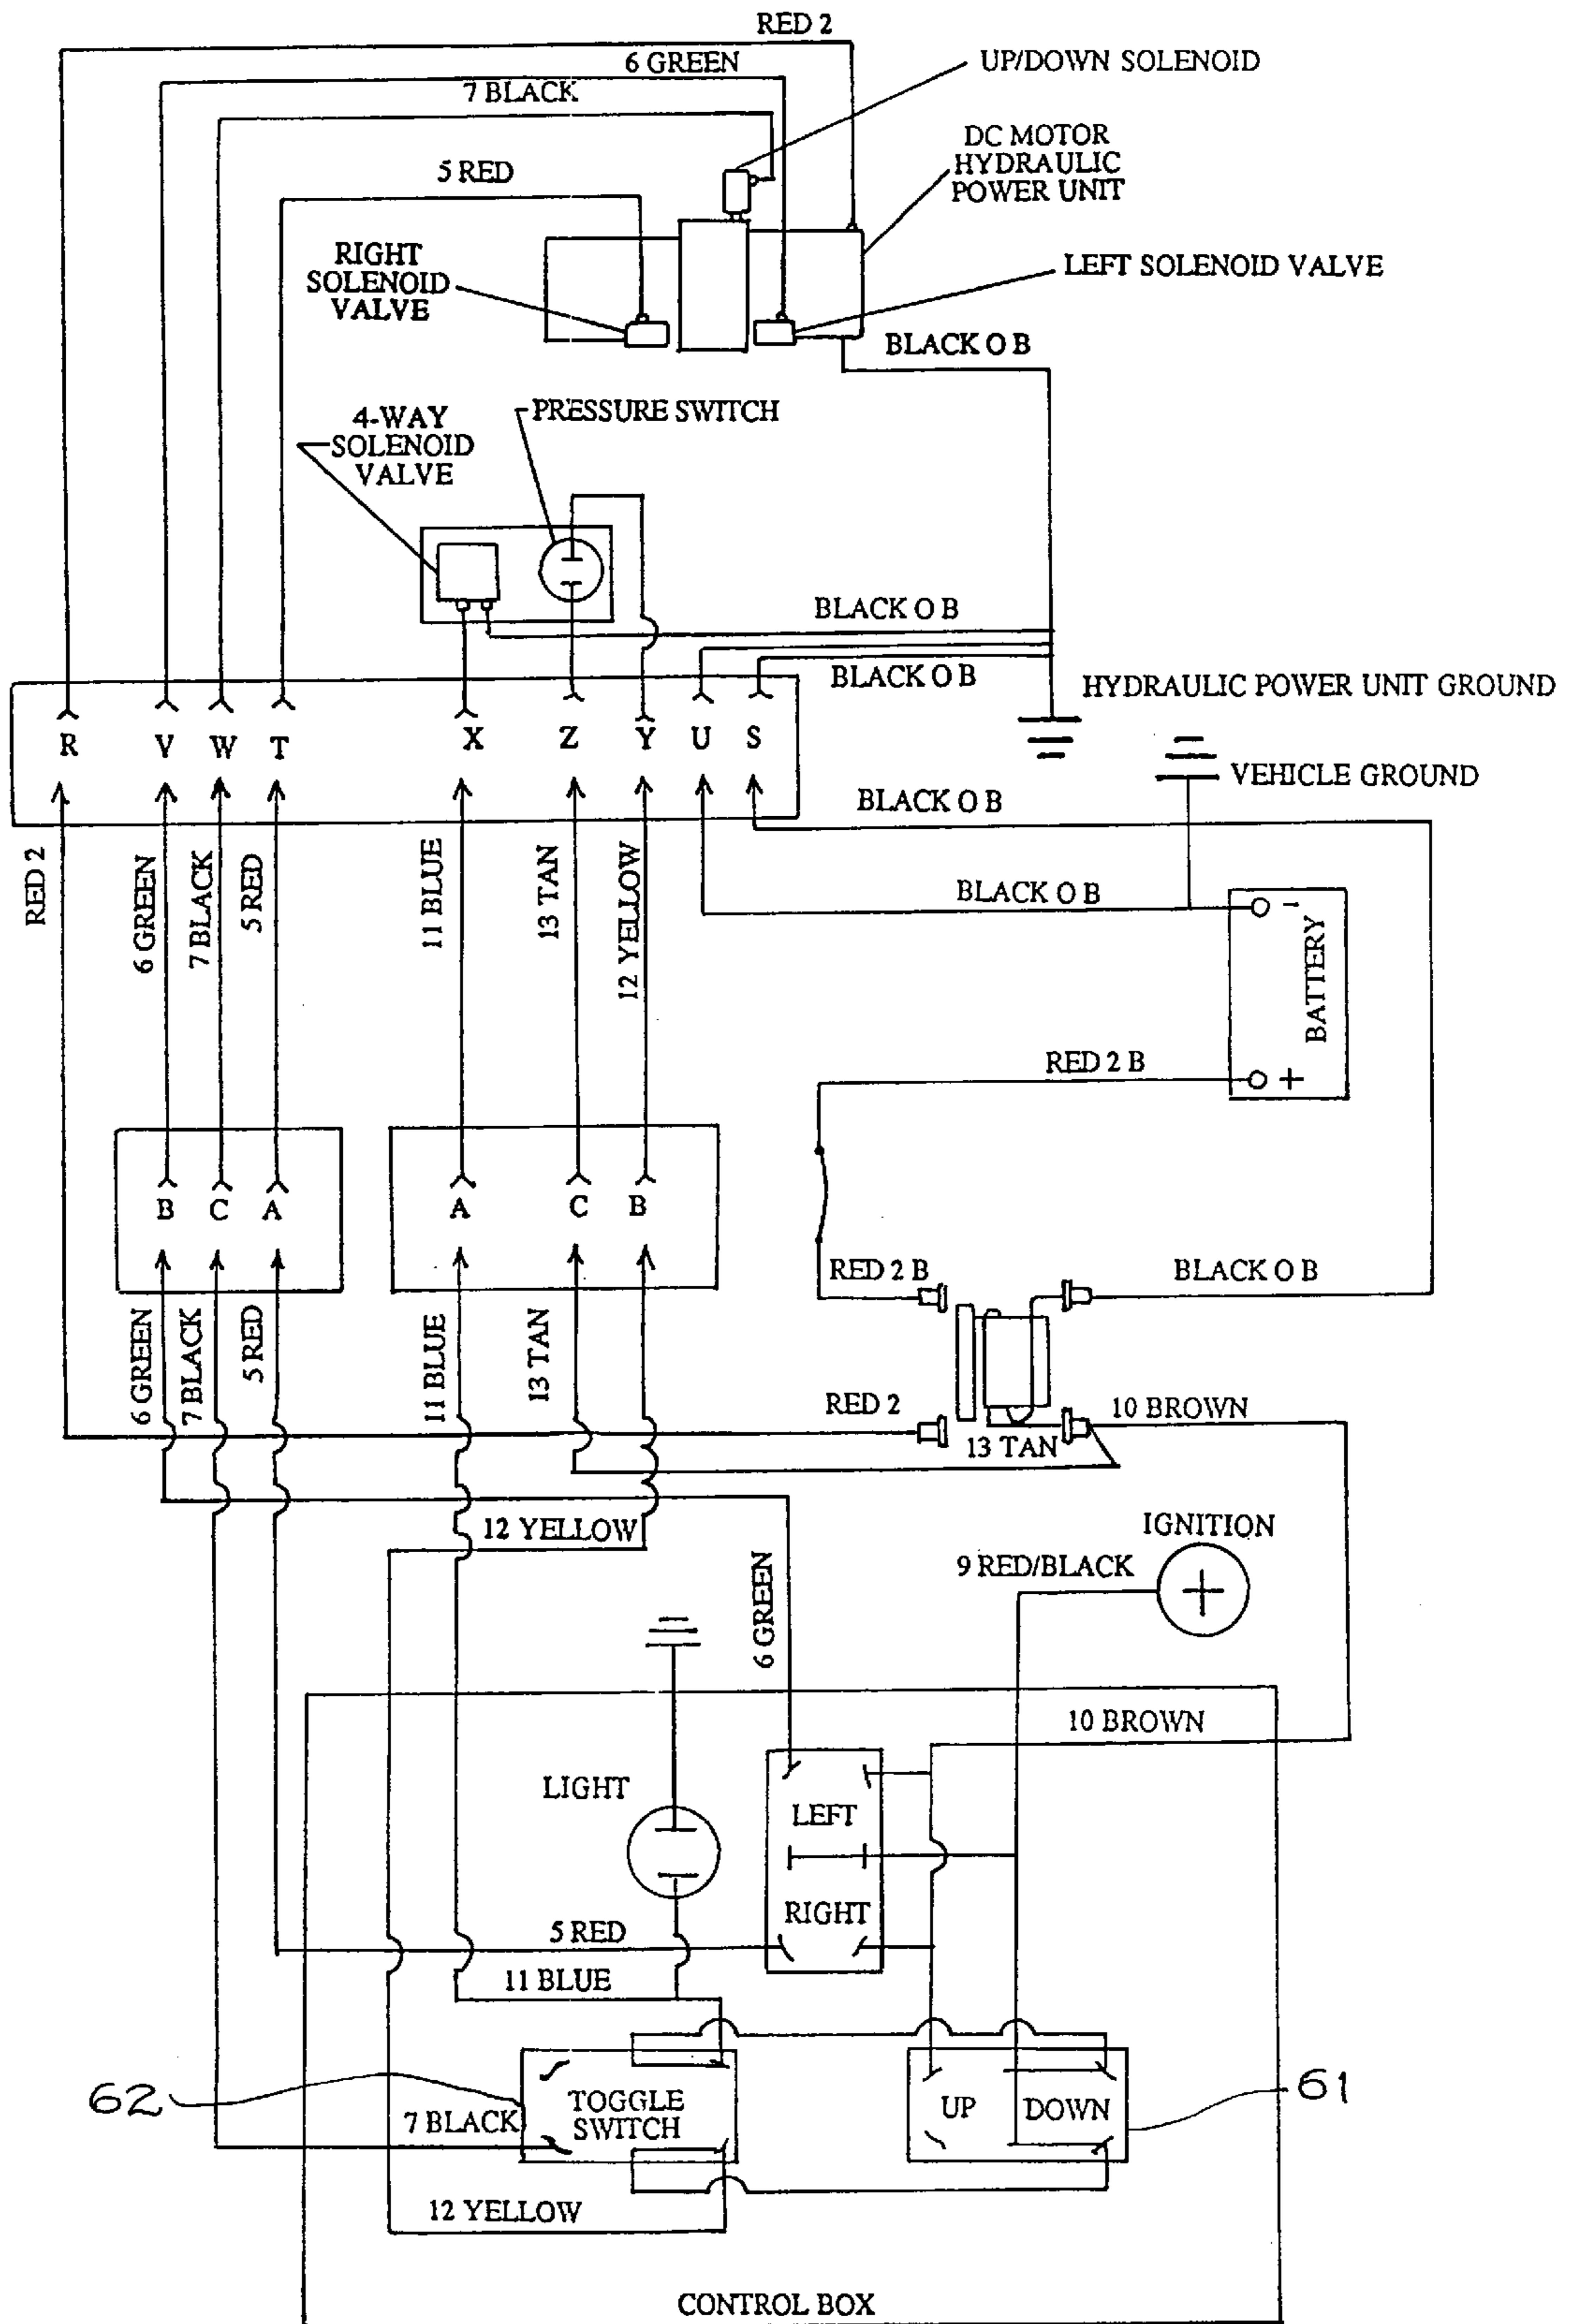 RED 2
6 GREEN
UP/DOWN SOLENOID
7 BLACK
DC MOTOR
HYDRAULIC
POWER UNIT
5 RED
RIGHT
SOLENOID
VALVE
LEFT SOLENOID VALVE
BLACK O B
4-WAY
SOLENOID
VALVE
PRESSURE SWITCH
BLACK O B
BLACK O B
HYDRAULIC POWER UNIT GROUND
R V W T X Z Y U S
VEHICLE GROUND
BLACK O B
RED 2
6 GREEN
7 BLACK
5 RED
11 BLUE
13 TAN
12 YELLOW
BLACK O B
-
BATTERY
RED 2 B
+
B C A
A C B
RED 2 B
BLACK O B
6 GREEN
7 BLACK
5 RED
11 BLUE
13 TAN
RED 2
10 BROWN
13 TAN
12 YELLOW
IGNITION
9 RED/BLACK
+
6 GREEN
10 BROWN
LIGHT
LEFT
RIGHT
5 RED
11 BLUE
62
TOGGLE
SWITCH
7 BLACK
UP DOWN
61
12 YELLOW
CONTROL BOX